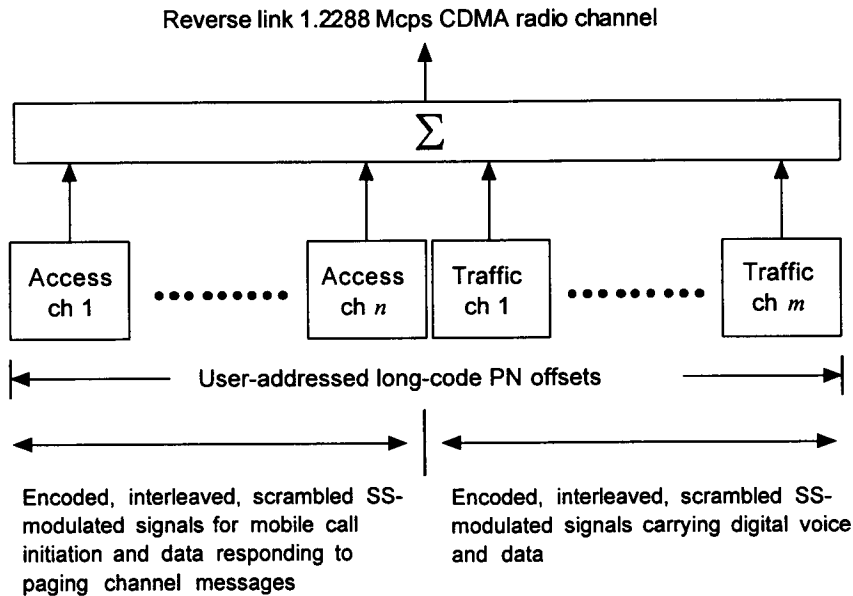 Reverse link 1.2288 Mcps CDMA radio channel
Σ
Access
ch 1
Access
ch n
Traffic
ch 1
Traffic
ch m
User-addressed long-code PN offsets
Encoded, interleaved, scrambled SS-
modulated signals for mobile call
initiation and data responding to
paging channel messages
Encoded, interleaved, scrambled SS-
modulated signals carrying digital voice
and data